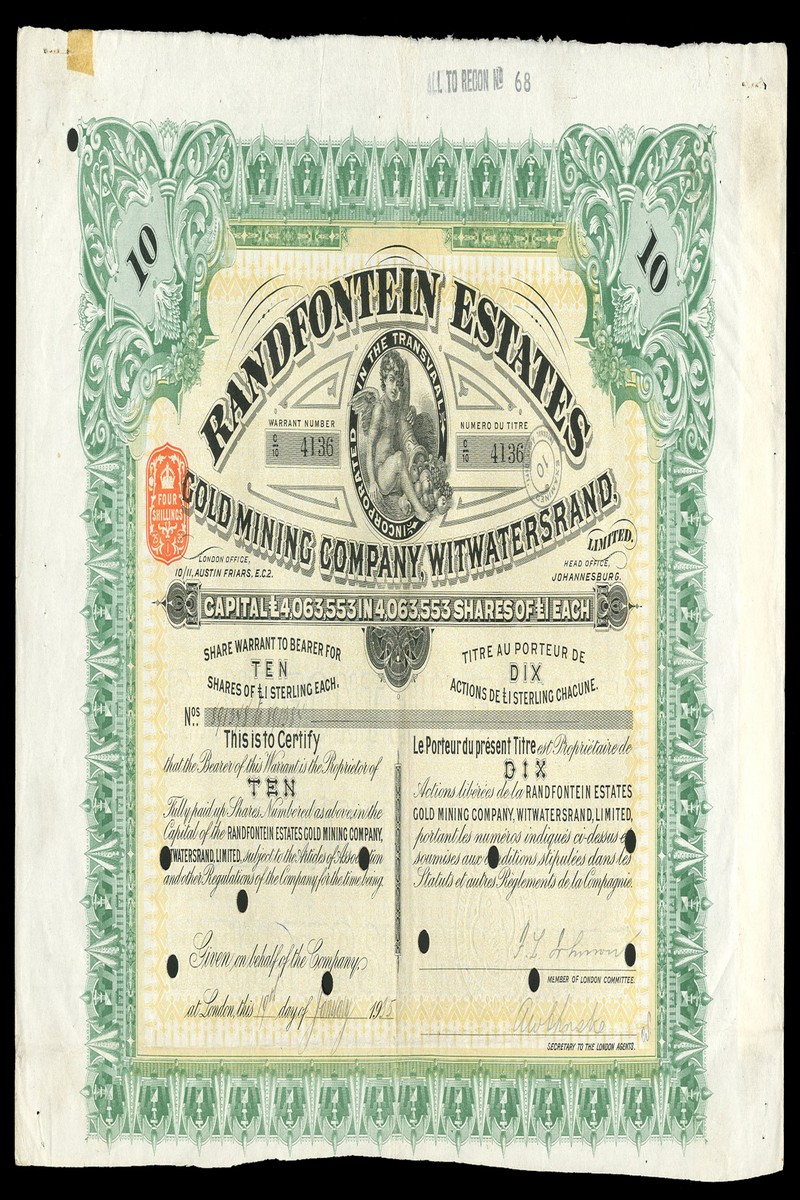 ALL TO RECON No 68
10
10
RANDFONTEIN ESTATES
INCORPORATED IN THE TRANSVAAL
WARRANT NUMBER
C/10 4136
NUMERO DU TITRE
C/10 4136
FOUR SHILLINGS
GOLD MINING COMPANY, WITWATERSRAND, LIMITED.
LONDON OFFICE,
10/11, AUSTIN FRIARS, E.C.2.
HEAD OFFICE,
JOHANNESBURG.
CAPITAL £4,063,553 IN 4,063,553 SHARES OF £1 EACH
SHARE WARRANT TO BEARER FOR
TEN
SHARES OF £1 STERLING EACH.
TITRE AU PORTEUR DE
DIX
ACTIONS DE £1 STERLING CHACUNE.
Nos
This is to Certify
that the Bearer of this Warrant is the Proprietor of
TEN
Fully paid up Shares Numbered as above in the
Capital of the RANDFONTEIN ESTATES GOLD MINING COMPANY,
WITWATERSRAND, LIMITED, subject to the Articles of Association
and other Regulations of the Company for the time being.
Given on behalf of the Company,
at London, this 18th day of January 1935
Le Porteur du présent Titre est Propriétaire de
DIX
Actions libérées de la RANDFONTEIN ESTATES
GOLD MINING COMPANY, WITWATERSRAND, LIMITED,
portant les numéros indiqués ci-dessus et
soumises aux conditions stipulées dans les
Statuts et autres Règlements de la Compagnie.
MEMBER OF LONDON COMMITTEE.
SECRETARY TO THE LONDON AGENTS.